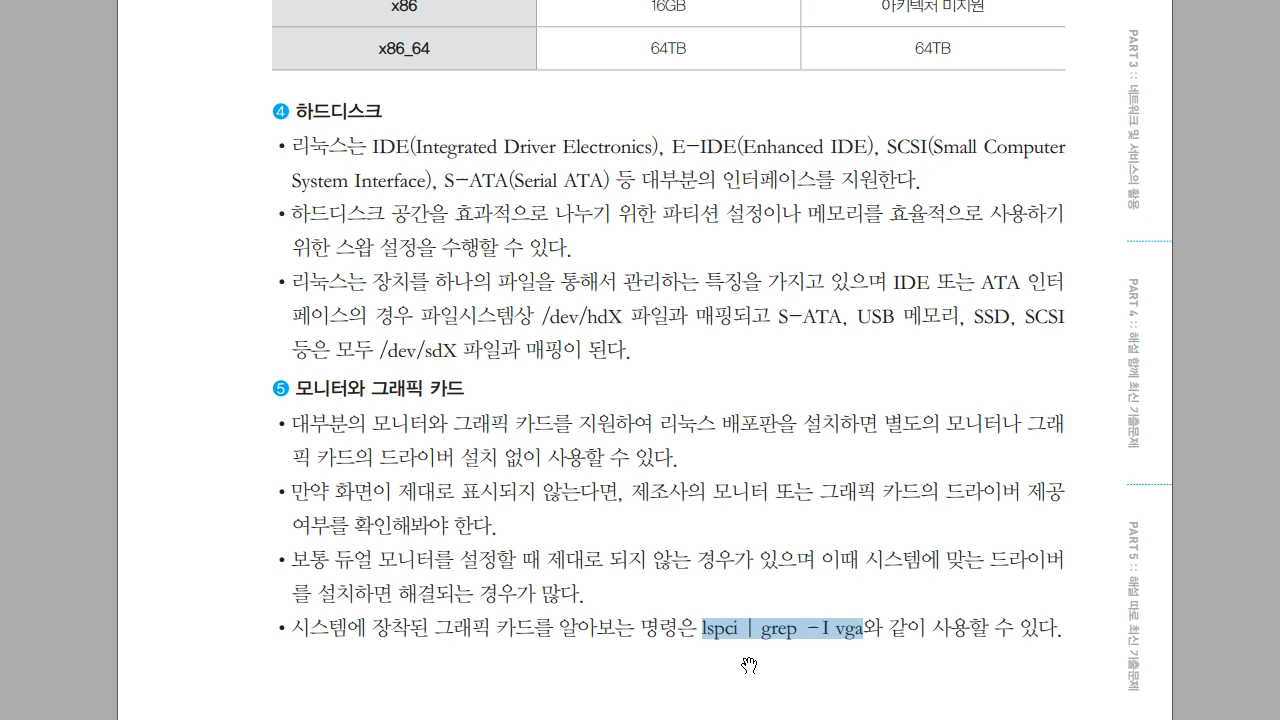 x86 16GB 아키텍처 미지원
x86_64 64TB 64TB
4 하드디스크
• 리눅스는 IDE(Integrated Driver Electronics), E-IDE(Enhanced IDE), SCSI(Small Computer
System Interface), S-ATA(Serial ATA) 등 대부분의 인터페이스를 지원한다.
• 하드디스크 공간을 효과적으로 나누기 위한 파티션 설정이나 메모리를 효율적으로 사용하기
위한 스왑 설정을 수행할 수 있다.
• 리눅스는 장치를 하나의 파일을 통해서 관리하는 특징을 가지고 있으며 IDE 또는 ATA 인터
페이스의 경우 파일시스템상 /dev/hdX 파일과 매핑되고 S-ATA, USB 메모리, SSD, SCSI
등은 모두 /dev/sdX 파일과 매핑이 된다.
5 모니터와 그래픽 카드
• 대부분의 모니터와 그래픽 카드를 지원하여 리눅스 배포판을 설치하면 별도의 모니터나 그래
픽 카드의 드라이버 설치 없이 사용할 수 있다.
• 만약 화면이 제대로 표시되지 않는다면, 제조사의 모니터 또는 그래픽 카드의 드라이버 제공
여부를 확인해봐야 한다.
• 보통 듀얼 모니터를 설정할 때 제대로 되지 않는 경우가 있으며 이때 시스템에 맞는 드라이버
를 설치하면 해결되는 경우가 많다.
• 시스템에 장착된 그래픽 카드를 알아보는 명령은 lspci | grep -I vga와 같이 사용할 수 있다.
PART 3 :: 네트워크 및 서비스의 활용
PART 4 :: 해설 함께 최신 기출문제
PART 5 :: 해설 따로 최신 기출문제